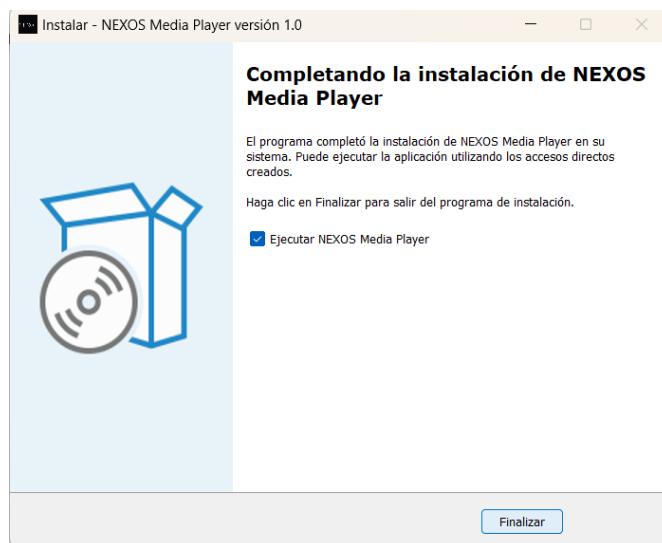 Instalar - NEXOS Media Player versión 1.0
Completando la instalación de NEXOS
Media Player
El programa completó la instalación de NEXOS Media Player en su
sistema. Puede ejecutar la aplicación utilizando los accesos directos
creados.
Haga clic en Finalizar para salir del programa de instalación.
Ejecutar NEXOS Media Player
Finalizar